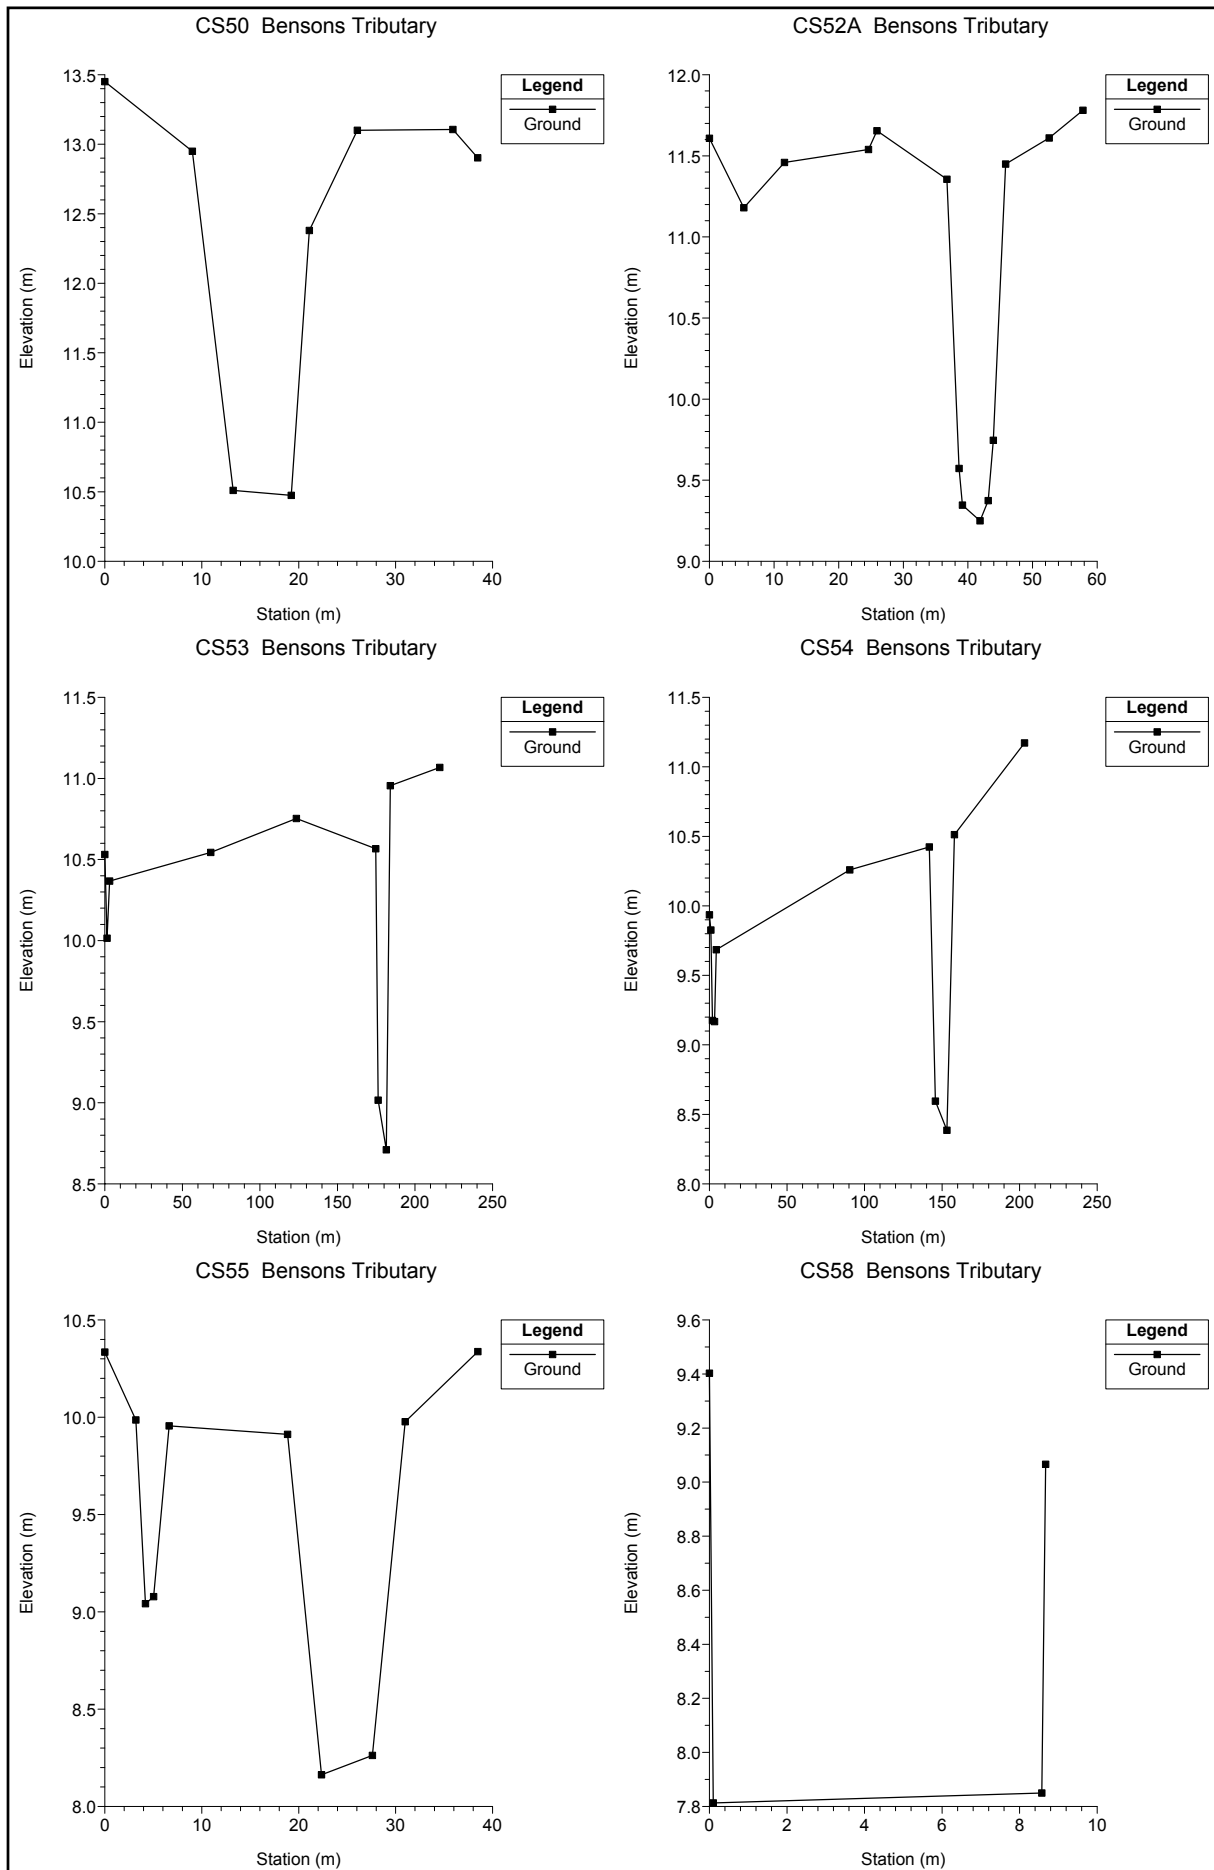 CS50 Bensons Tributary
13.5
13.0
12.5
12.0
11.5
11.0
10.5
10.0
0 10 20 30 40
Station (m)
Elevation (m)
Legend
Ground
CS52A Bensons Tributary
12.0
11.5
11.0
10.5
10.0
9.5
9.0
0 10 20 30 40 50 60
Station (m)
Elevation (m)
Legend
Ground
CS53 Bensons Tributary
11.5
11.0
10.5
10.0
9.5
9.0
8.5
0 50 100 150 200 250
Station (m)
Elevation (m)
Legend
Ground
CS54 Bensons Tributary
11.5
11.0
10.5
10.0
9.5
9.0
8.5
8.0
0 50 100 150 200 250
Station (m)
Elevation (m)
Legend
Ground
CS55 Bensons Tributary
10.5
10.0
9.5
9.0
8.5
8.0
0 10 20 30 40
Station (m)
Elevation (m)
Legend
Ground
CS58 Bensons Tributary
9.6
9.4
9.2
9.0
8.8
8.6
8.4
8.2
8.0
7.8
0 2 4 6 8 10
Station (m)
Elevation (m)
Legend
Ground